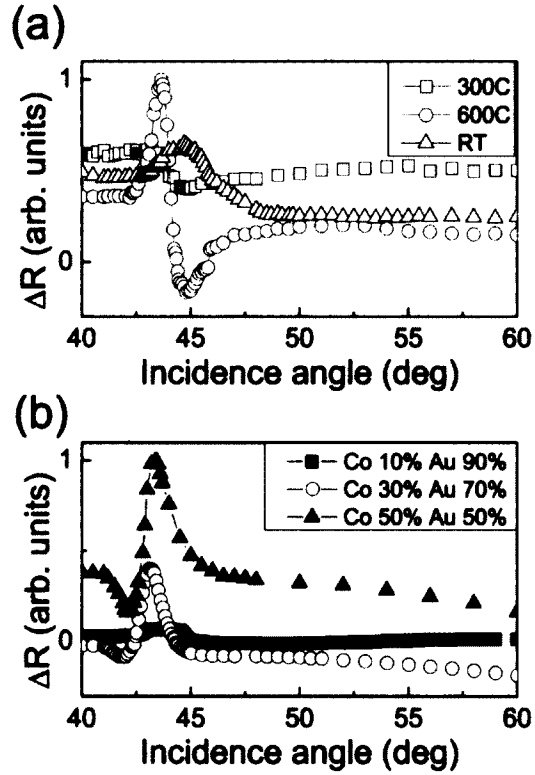 (a)
1
0
ΔR (arb. units)
300C
600C
RT
40 45 50 55 60
Incidence angle (deg)
(b)
1
0
ΔR (arb. units)
Co 10% Au 90%
Co 30% Au 70%
Co 50% Au 50%
40 45 50 55 60
Incidence angle (deg)